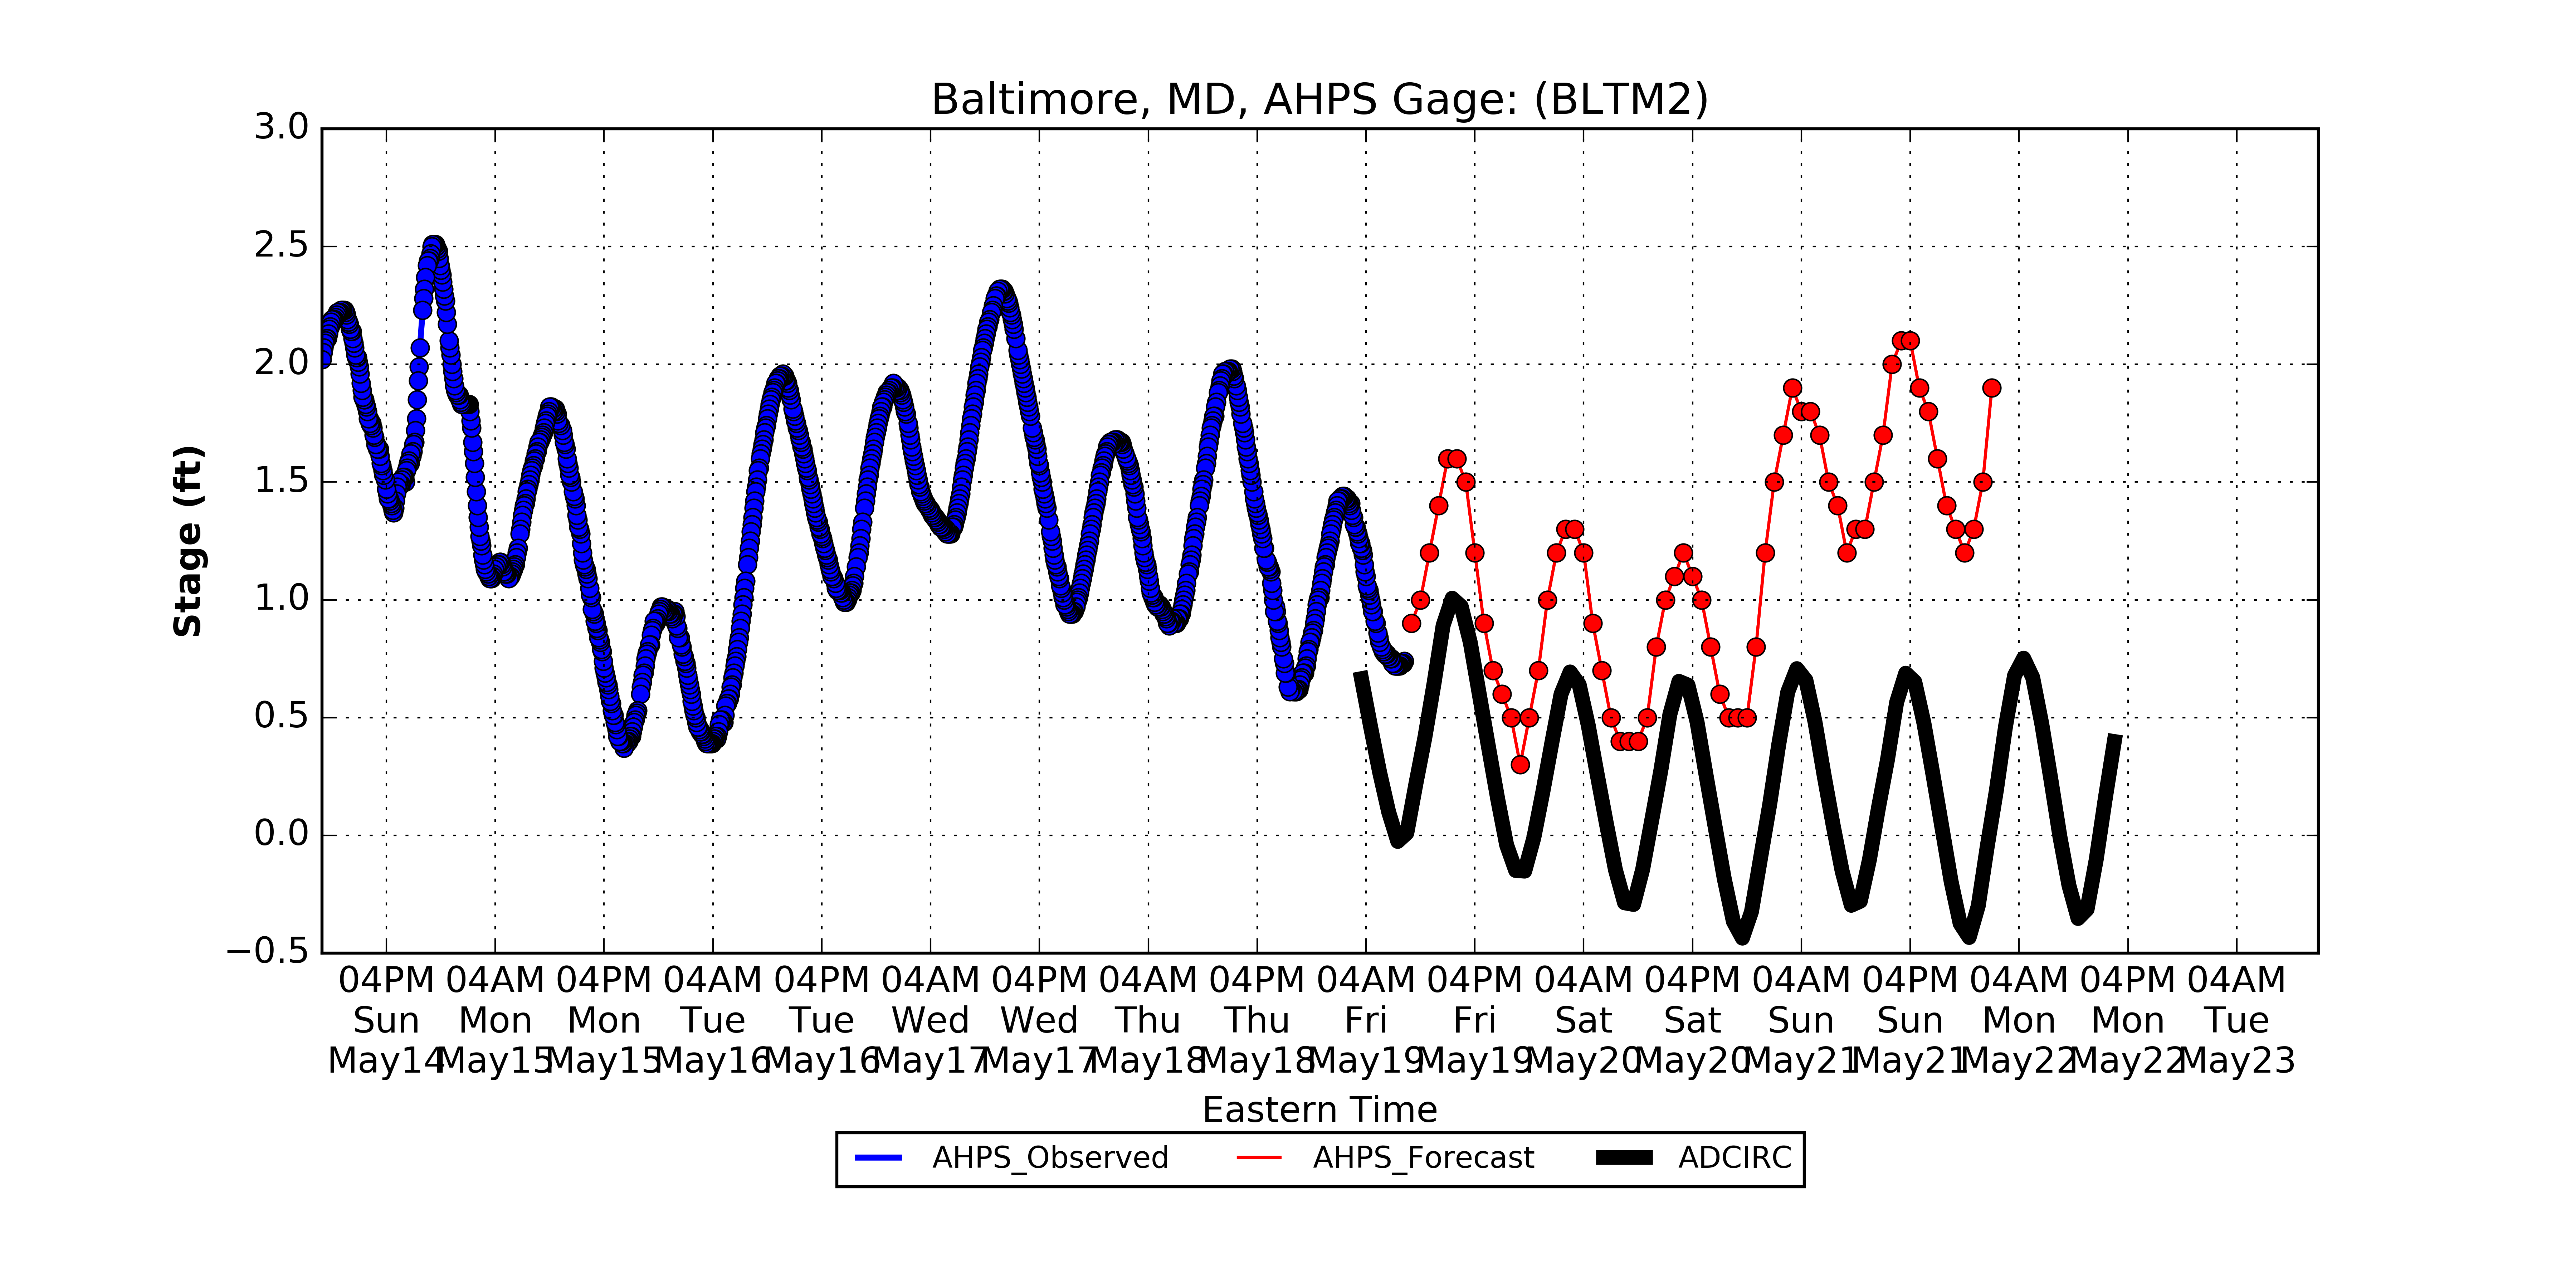 Baltimore, MD, AHPS Gage: (BLTM2)
3.0
2.5
2.0
1.5
1.0
0.5
0.0
−0.5
Stage (ft)
04PM 04AM 04PM 04AM 04PM 04AM 04PM 04AM 04PM 04AM 04PM 04AM 04PM 04AM 04PM 04AM 04PM 04AM
Sun Mon Mon Tue Tue Wed Wed Thu Thu Fri Fri Sat Sat Sun Sun Mon Mon Tue
May14 May15 May15 May16 May16 May17 May17 May18 May18 May19 May19 May20 May20 May21 May21 May22 May22 May23
Eastern Time
AHPS_Observed AHPS_Forecast ADCIRC